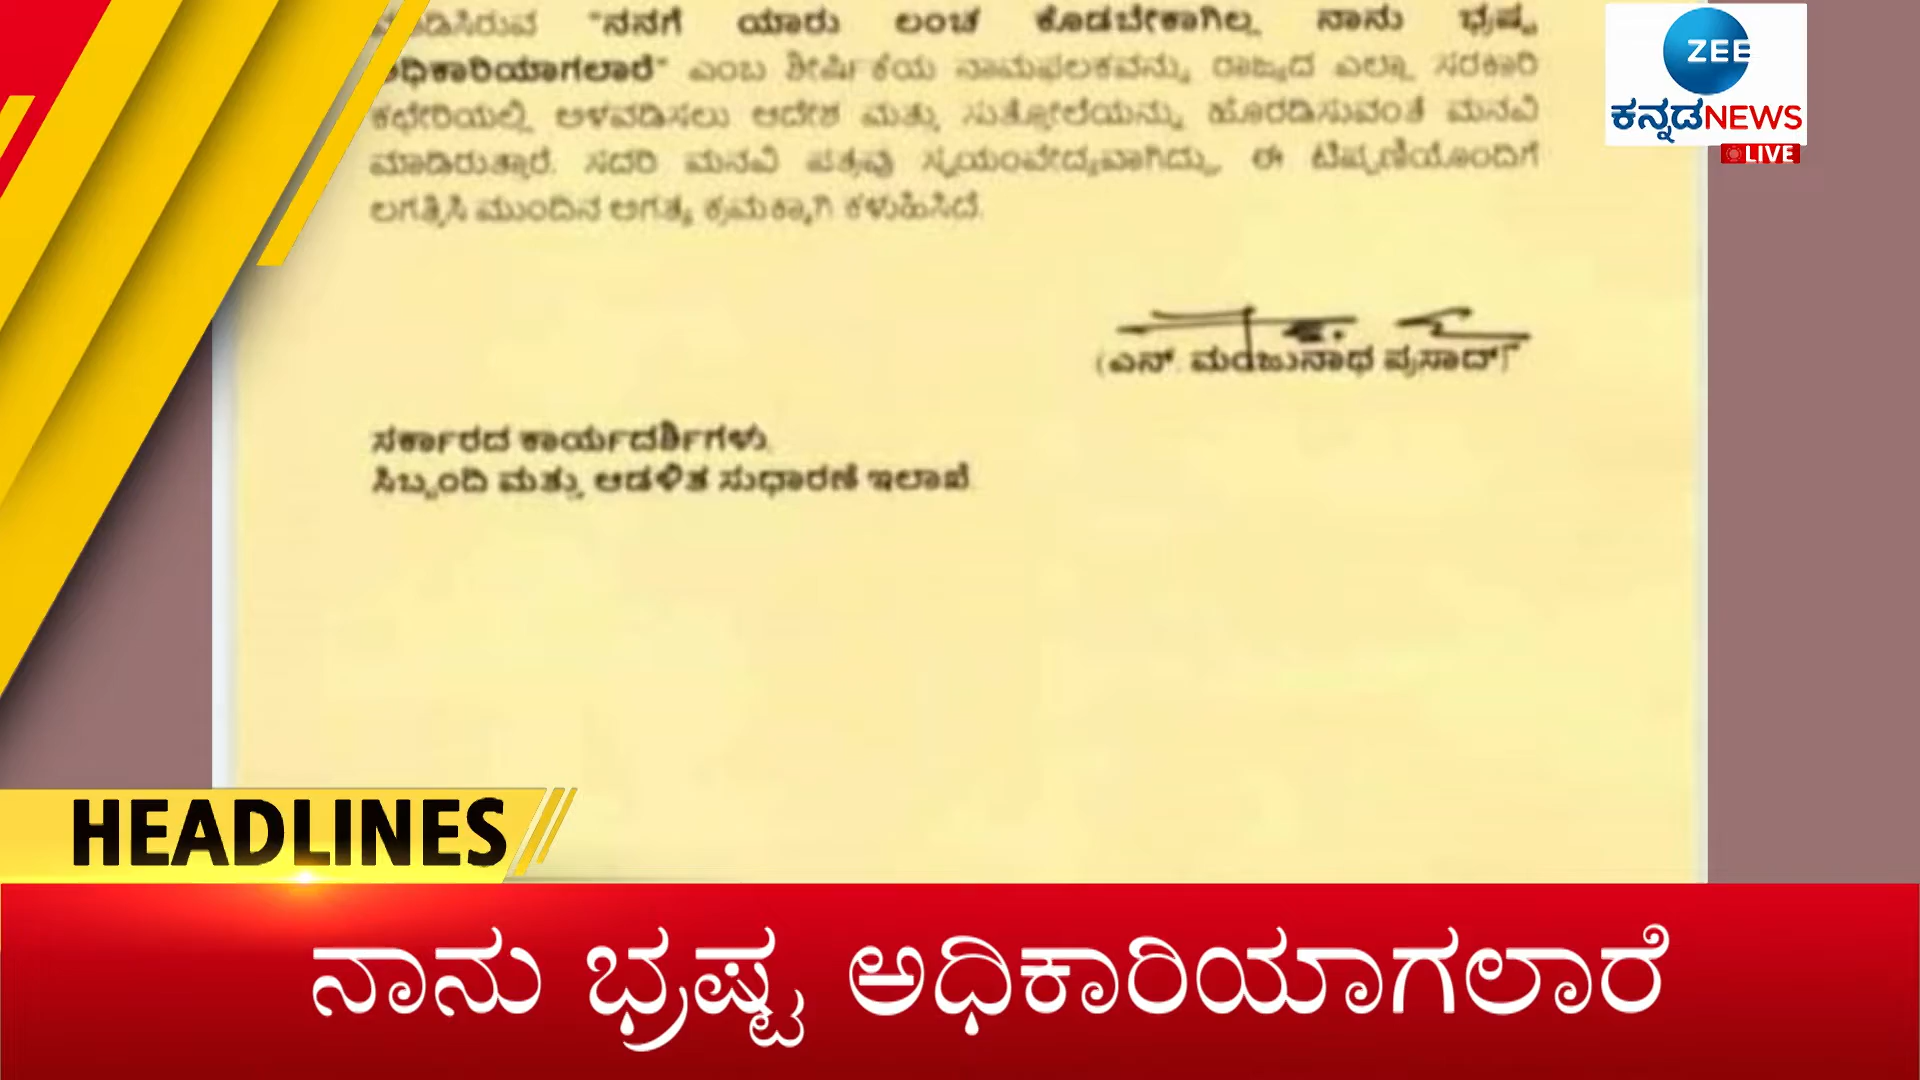 "ನನಗೆ ಯಾರು ಲಂಚ ಕೊಡಬೇಕಾಗಿಲ್ಲ ನಾನು ಭ್ರಷ್ಟ
ಅಧಿಕಾರಿಯಾಗಲಾರೆ" ಎಂಬ ಶೀರ್ಷಿಕೆಯ ನಾಮಫಲಕವನ್ನು ರಾಜ್ಯದ ಎಲ್ಲಾ ಸರಕಾರಿ
ಕಛೇರಿಯಲ್ಲಿ ಅಳವಡಿಸಲು ಆದೇಶ ಮತ್ತು ಸುತ್ತೋಲೆಯನ್ನು ಹೊರಡಿಸುವಂತೆ ಮನವಿ
ಮಾಡಿರುತ್ತಾರೆ. ಸದರಿ ಮನವಿ ಪತ್ರವು ಸ್ವಯಂವೇದ್ಯವಾಗಿದ್ದು, ಈ ಟಿಪ್ಪಣಿಯೊಂದಿಗೆ
ಲಗತ್ತಿಸಿ ಮುಂದಿನ ಅಗತ್ಯ ಕ್ರಮಕ್ಕಾಗಿ ಕಳುಹಿಸಿದೆ.
(ಎನ್. ಮಂಜುನಾಥ ಪ್ರಸಾದ್)
ಸರ್ಕಾರದ ಕಾರ್ಯದರ್ಶಿಗಳು,
ಸಿಬ್ಬಂದಿ ಮತ್ತು ಆಡಳಿತ ಸುಧಾರಣೆ ಇಲಾಖೆ
ZEE
ಕನ್ನಡ NEWS
LIVE
HEADLINES
ನಾನು ಭ್ರಷ್ಟ ಅಧಿಕಾರಿಯಾಗಲಾರೆ